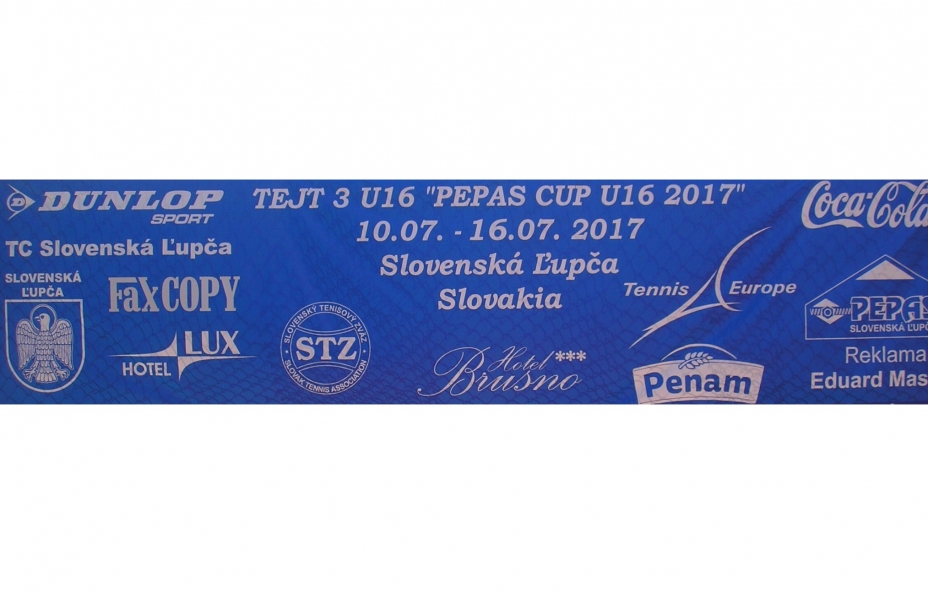 DUNLOP
SPORT
TEJT 3 U16 "PEPAS CUP U16 2017"
10.07. - 16.07. 2017
Slovenská Ľupča
Slovakia
Coca-Cola
TC Slovenská Ľupča
SLOVENSKÁ
ĽUPČA
FaXCOPY
HOTEL LUX
SLOVENSKÝ TENISOVÝ ZVÄZ
STZ
SLOVAK TENNIS ASSOCIATION
Hotel***
Brusno
Tennis Europe
Penam
PEPAS
SLOVENSKÁ ĽUPČ
Reklama
Eduard Mas